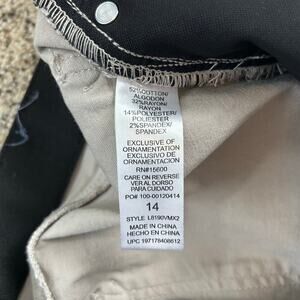 52%COTTON/
ALGODON
32%RAYON/
RAYON
14%POLYESTER/
POLIESTER
2%SPANDEX/
SPANDEX
EXCLUSIVE OF
ORNAMENTATION
EXCLUSIVO DE
ORNAMENTACION
RN#15600
CARE ON REVERSE
VER AL DORSO
PARA CUIDADO
PO# 100-00120414
14
STYLE L8190VMX2
MADE IN CHINA
HECHO EN CHINA
UPC 197178408612